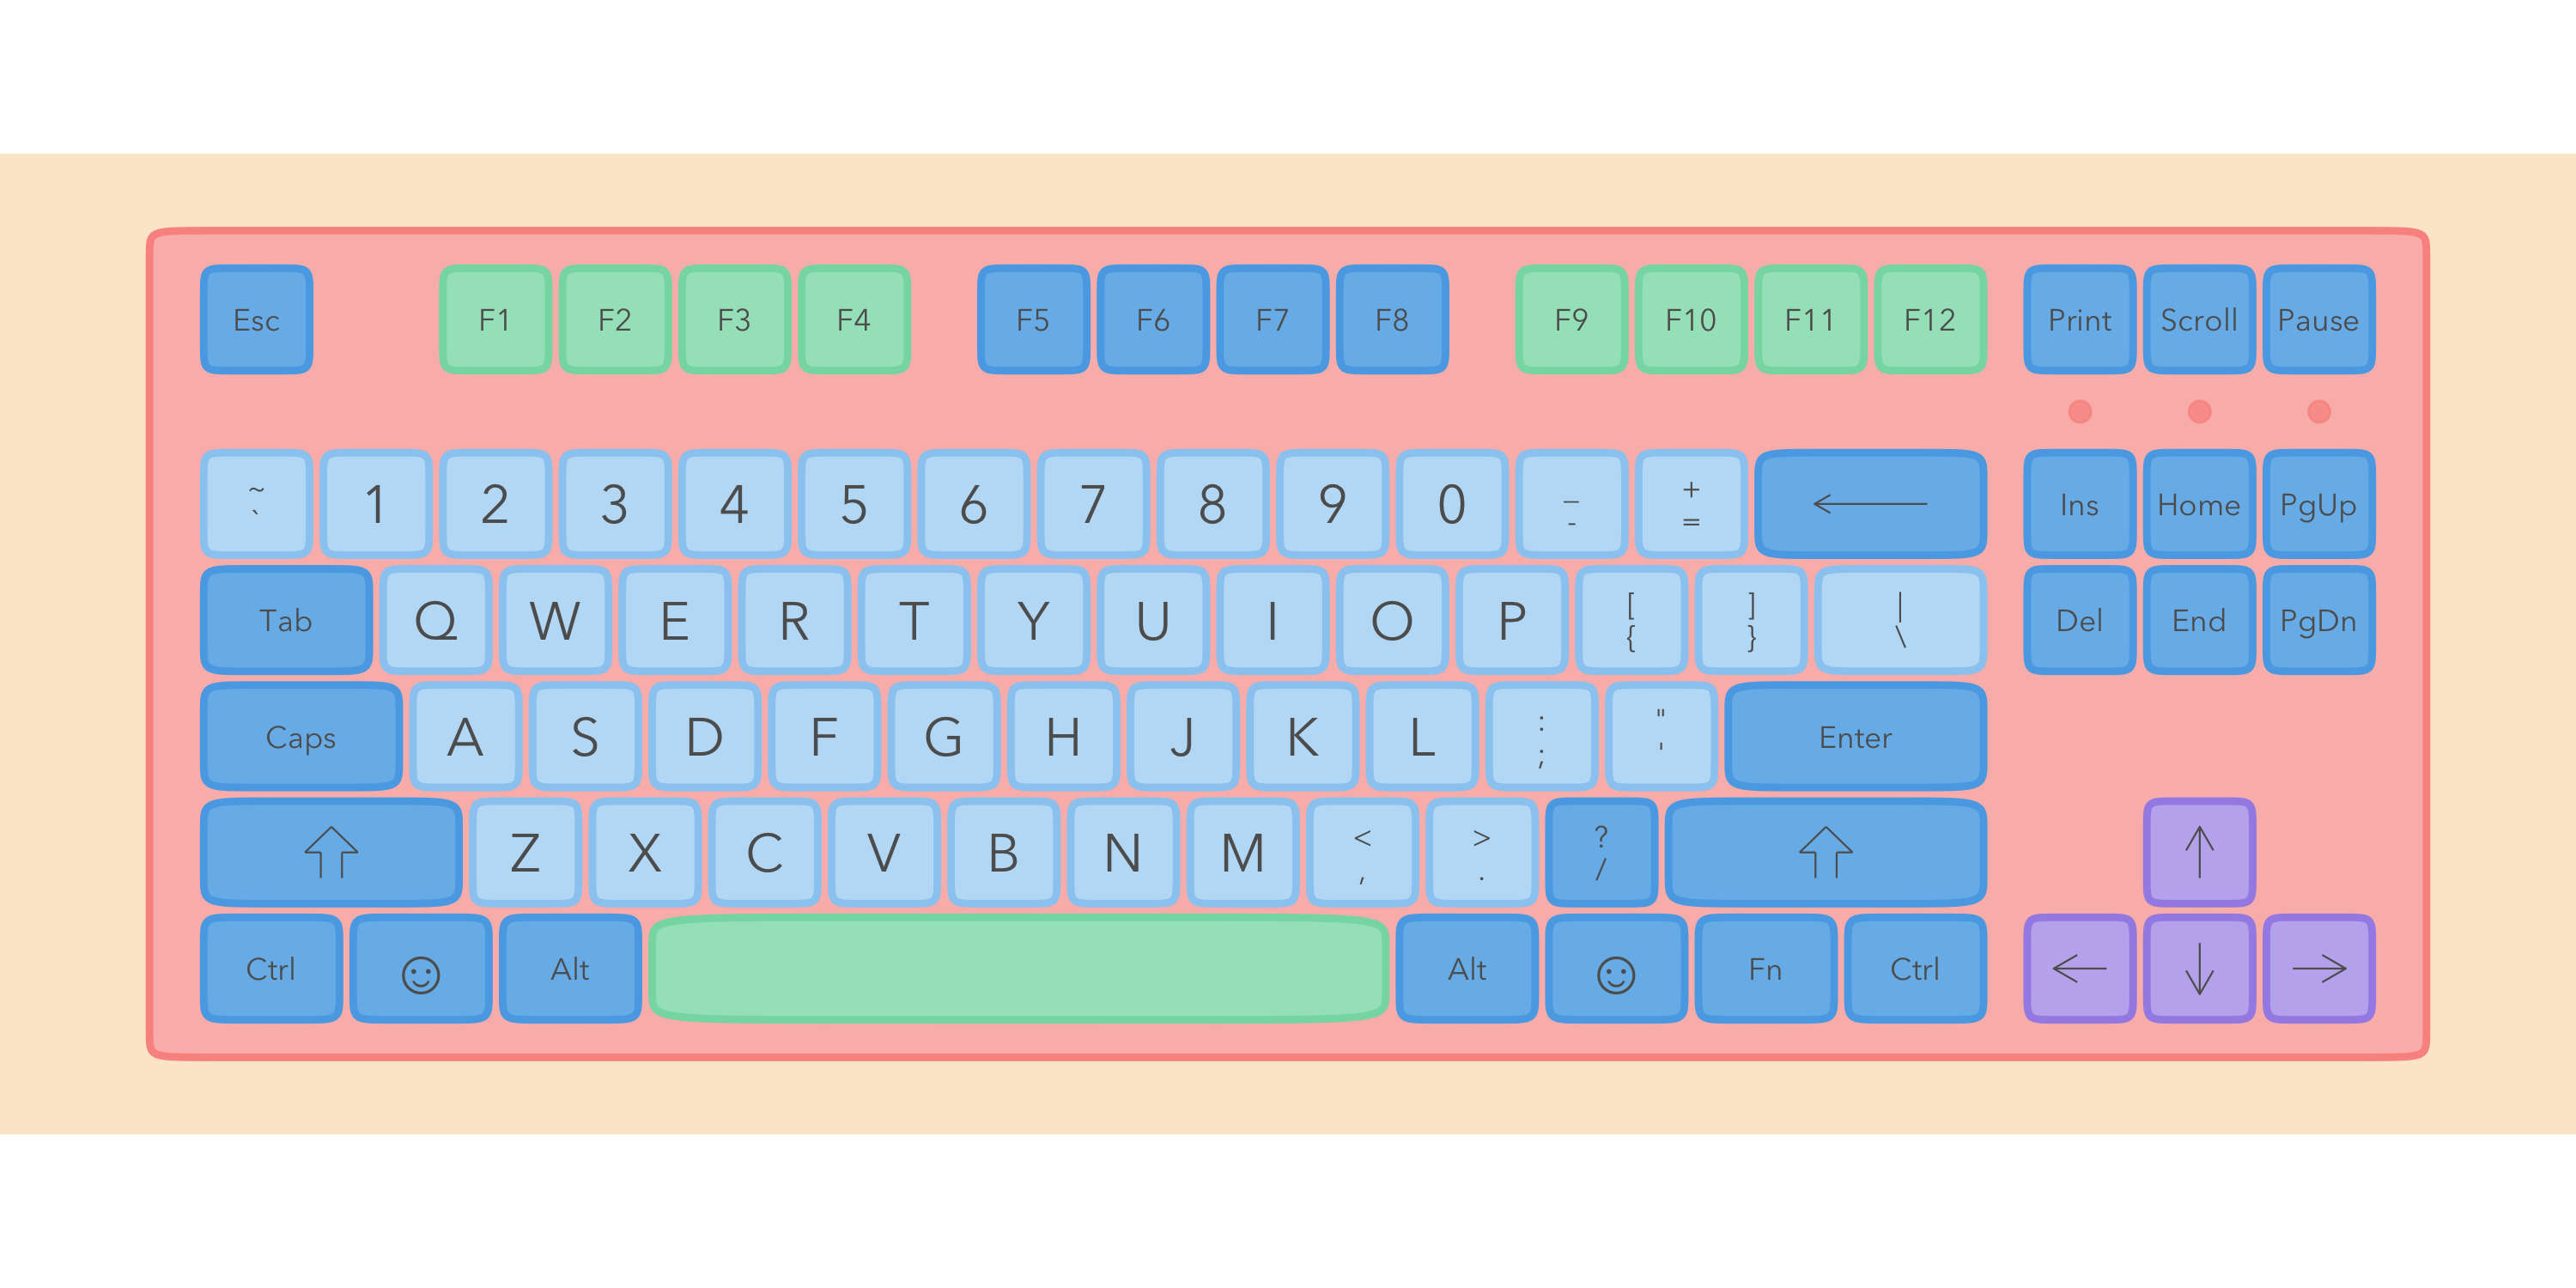 Esc F1 F2 F3 F4 F5 F6 F7 F8 F9 F10 F11 F12 Print Scroll Pause
~ ` 1 2 3 4 5 6 7 8 9 0 _ - + = ← Ins Home PgUp
Tab Q W E R T Y U I O P [ { ] } | \ Del End PgDn
Caps A S D F G H J K L : ; " ' Enter
⇧ Z X C V B N M < , > . ? / ⇧ ↑
Ctrl ☺ Alt Alt ☺ Fn Ctrl ← ↓ →